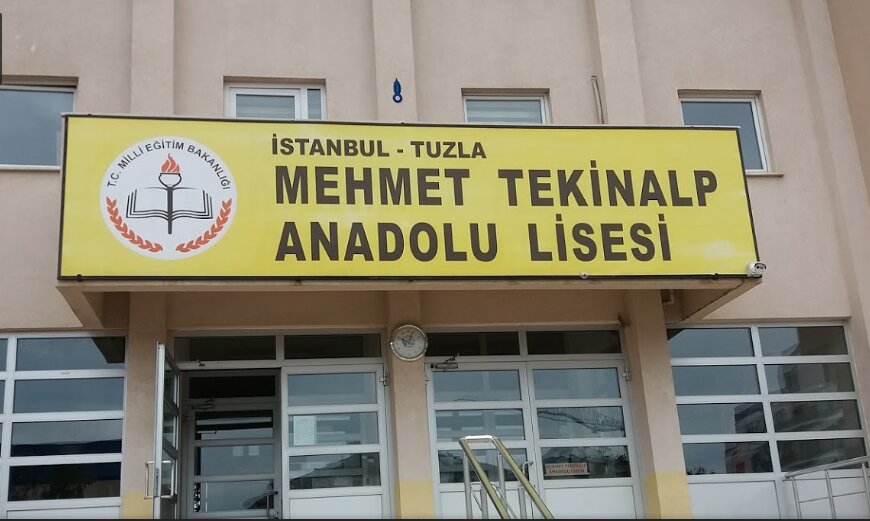 T.C. MİLLİ EĞİTİM BAKANLIĞI
İSTANBUL - TUZLA
MEHMET TEKİNALP
ANADOLU LİSESİ